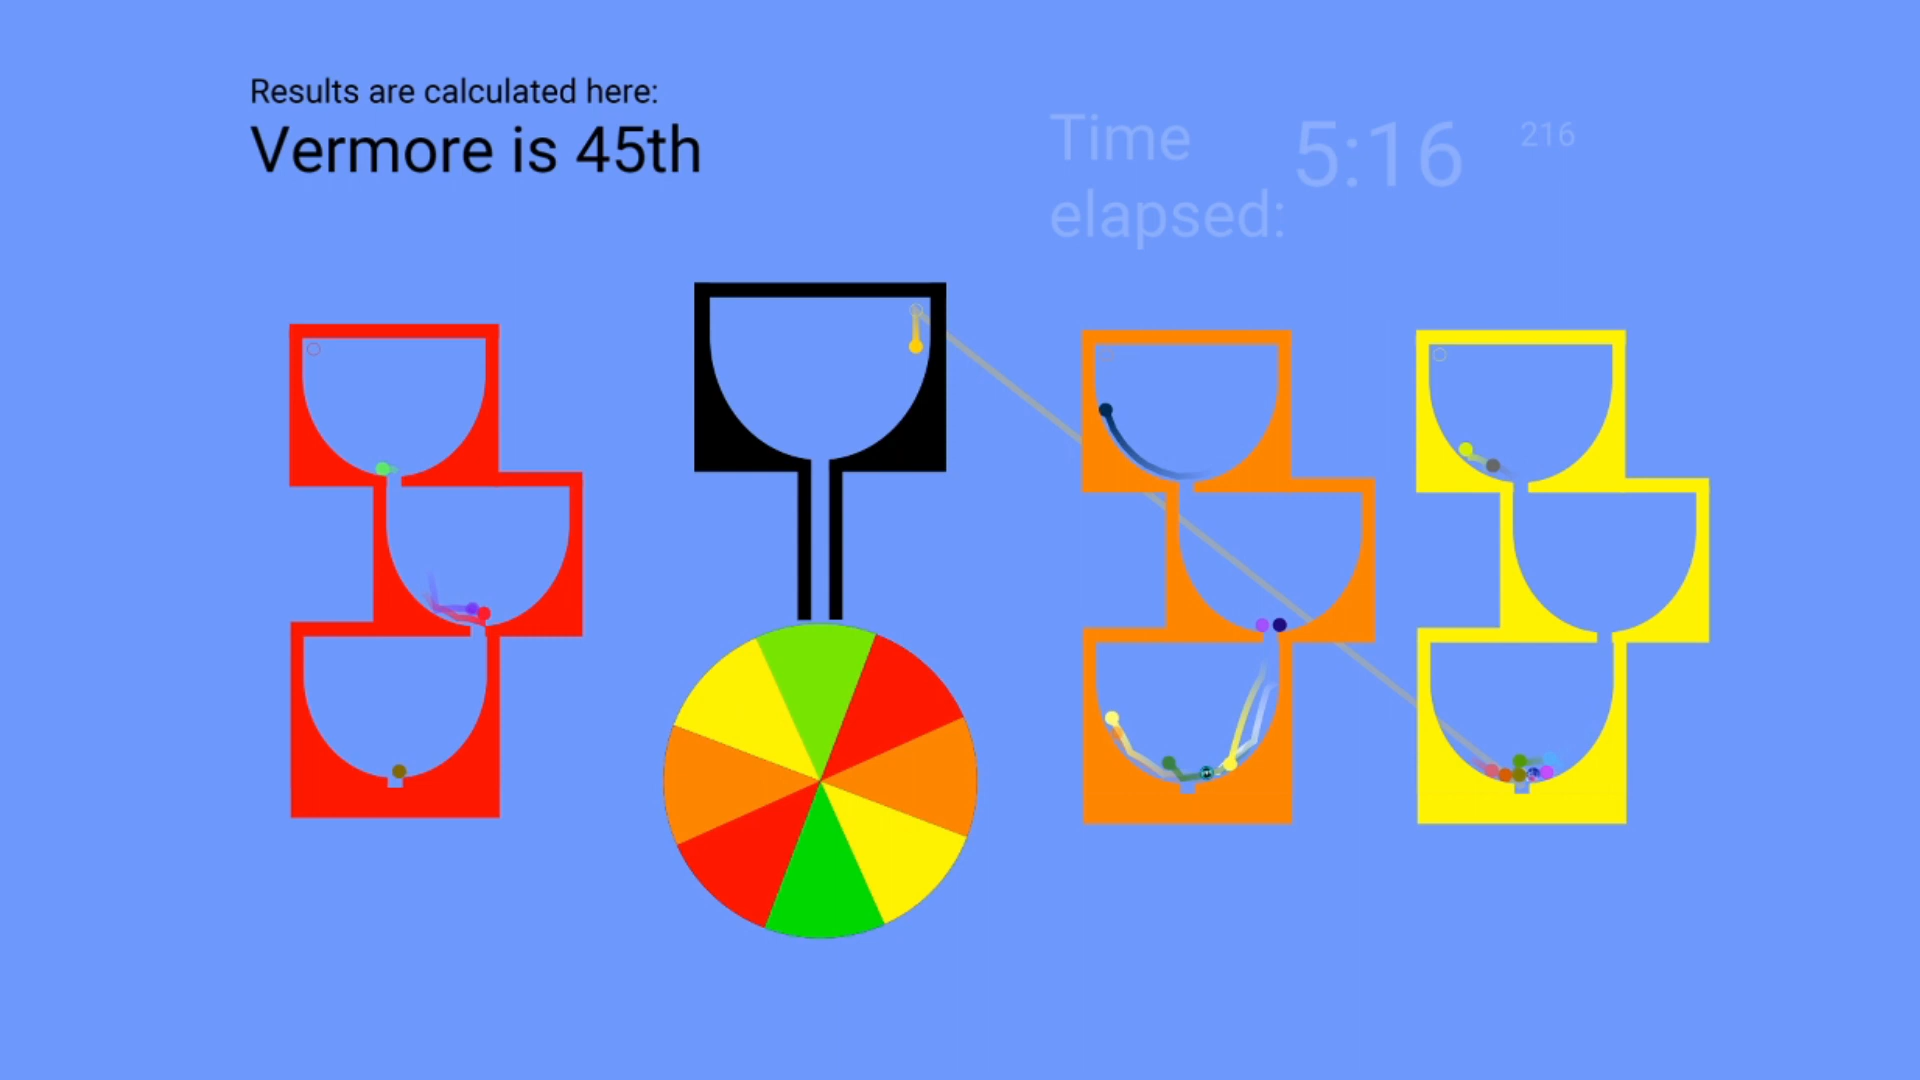 Results are calculated here:
Vermore is 45th
Time
elapsed:
5:16
216